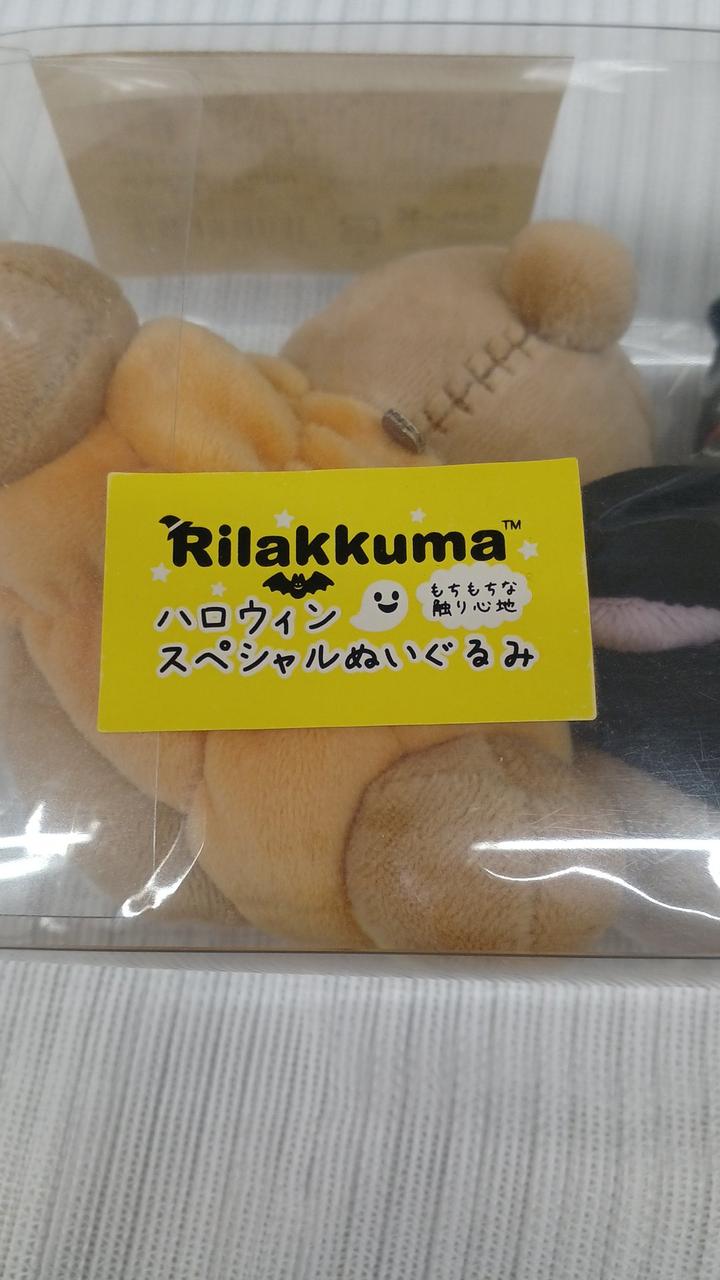 Rilakkuma™
もちもちな
触り心地
ハロウィン
スペシャルぬいぐるみ